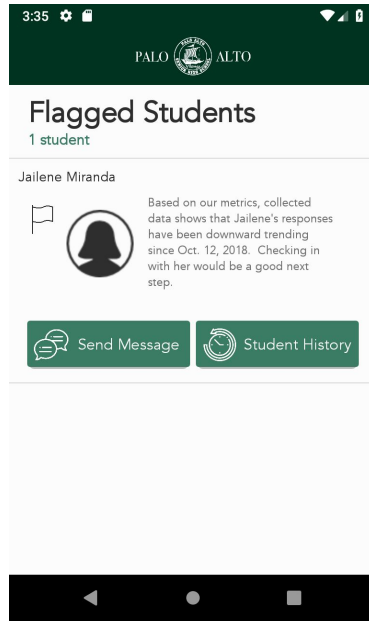 3:35
PALO ALTO
Flagged Students
1 student
Jailene Miranda
Based on our metrics, collected
data shows that Jailene's responses
have been downward trending
since Oct. 12, 2018.  Checking in
with her would be a good next
step.
Send Message
Student History